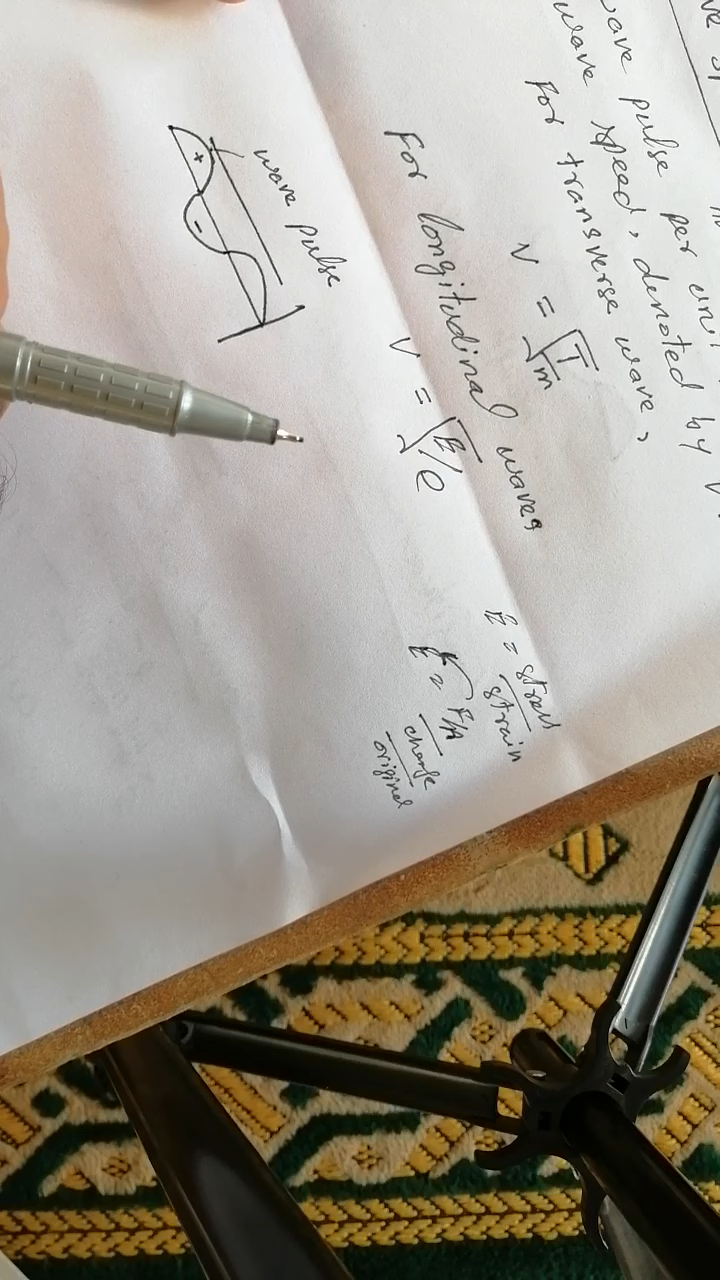 wave pulse per uni
wave speed, denoted by V
For transverse wave,
V = √T/m
For longitudinal waves
V = √E/e
E = stress
strain
E = F/A
change
original
wave pulse
+
-